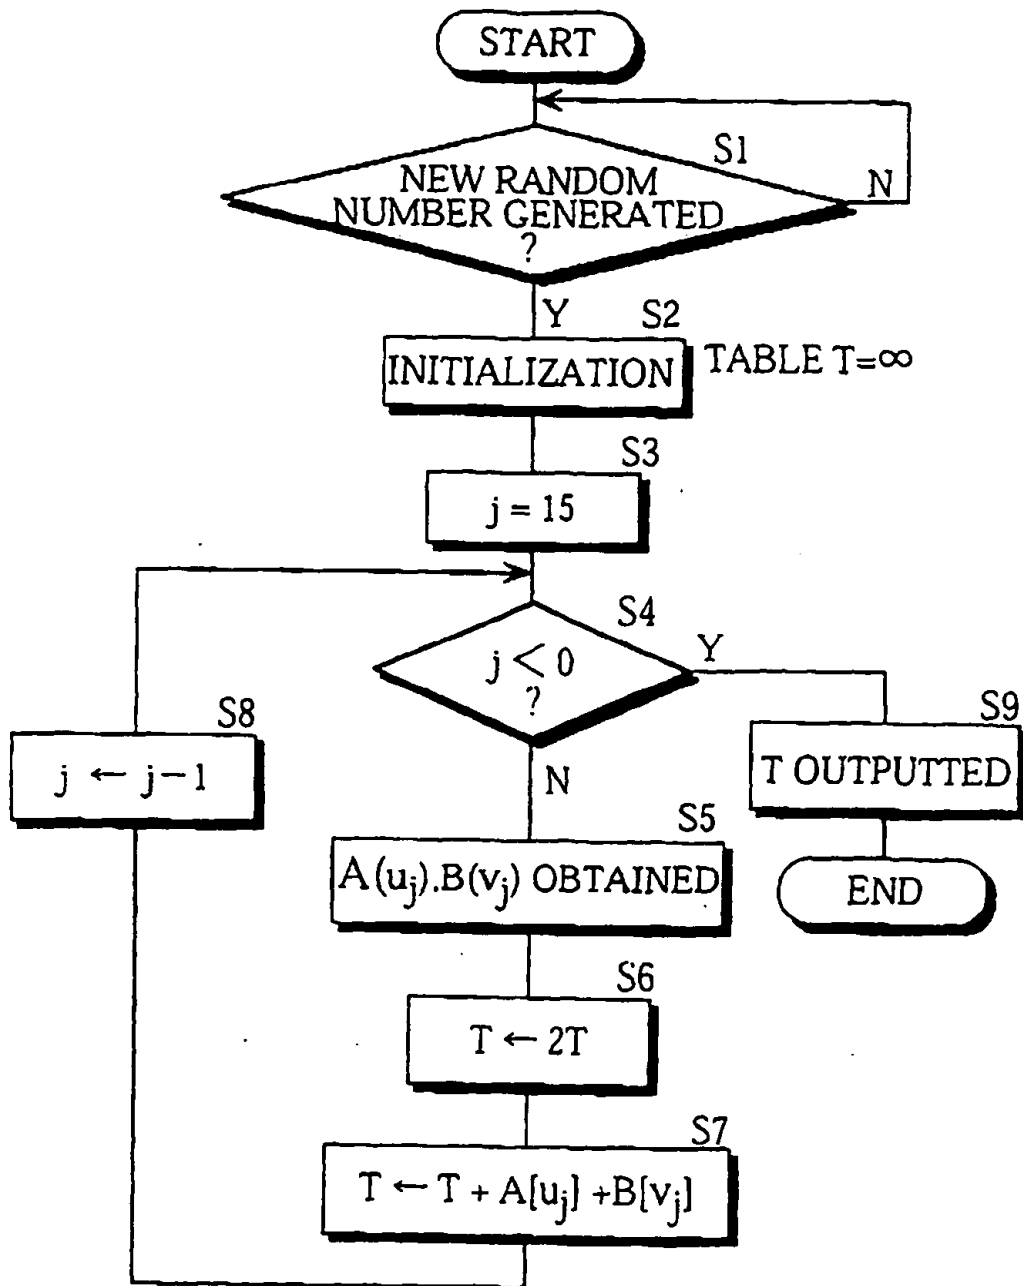 START
S1
NEW RANDOM
NUMBER GENERATED
?
N
Y
S2
INITIALIZATION
TABLE T=∞
S3
j = 15
S4
j < 0
?
Y
N
S8
j ← j-1
S9
T OUTPUTTED
END
S5
A(uj).B(vj) OBTAINED
S6
T ← 2T
S7
T ← T + A[uj] +B[vj]